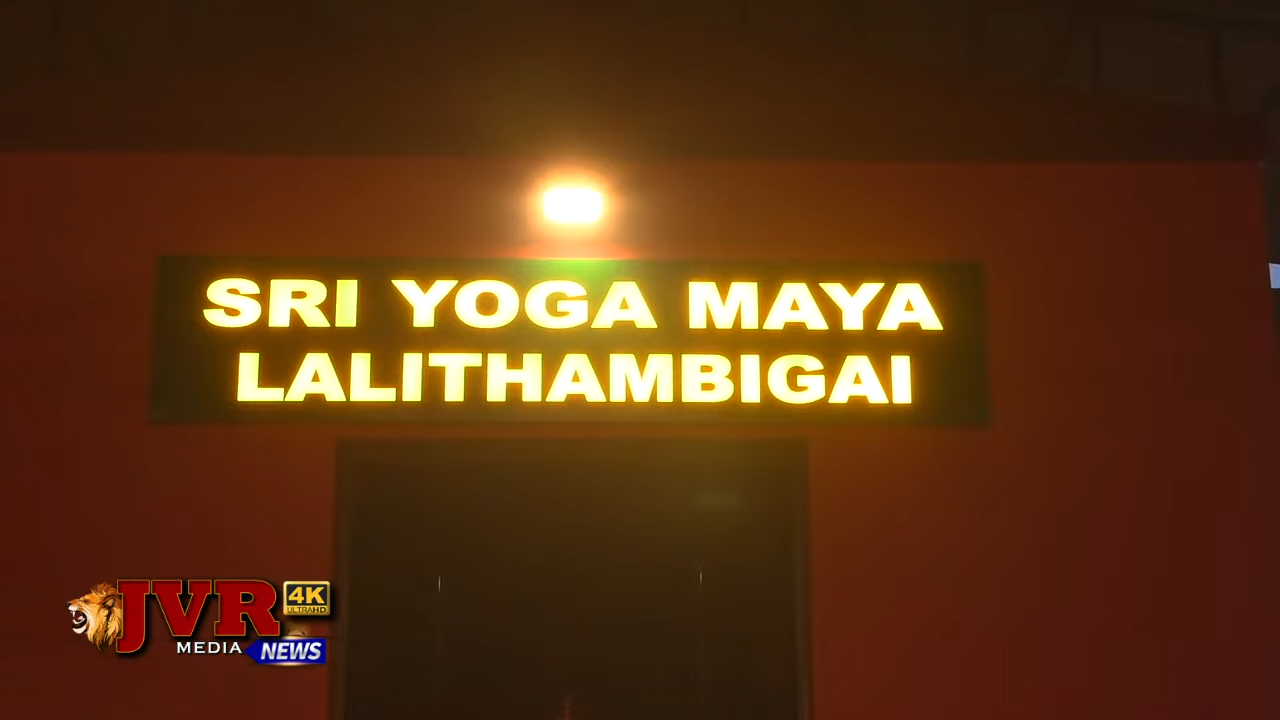 SRI YOGA MAYA
LALITHAMBIGAI
JVR
4K
ULTRAHD
MEDIA
NEWS